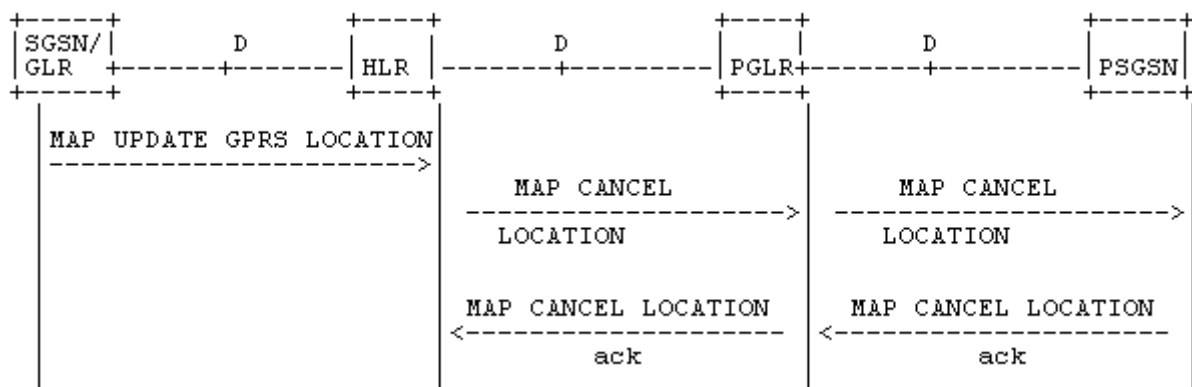 SGSN/ D D D
GLR HLR PGLR PSGSN
MAP UPDATE GPRS LOCATION
MAP CANCEL MAP CANCEL
LOCATION LOCATION
MAP CANCEL LOCATION MAP CANCEL LOCATION
ack ack